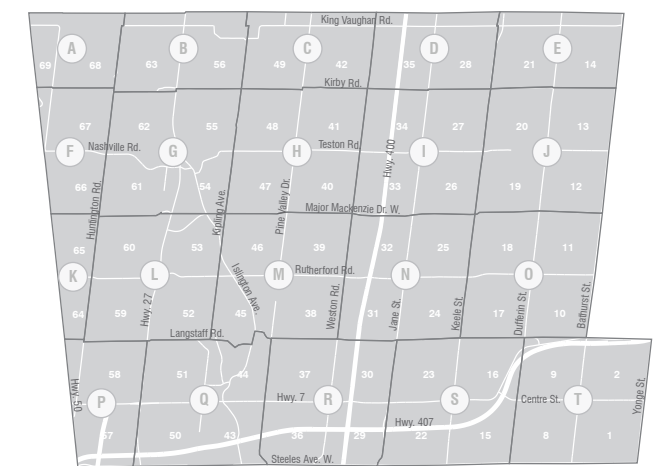 King Vaughan Rd.
A B C D E
69 68 63 56 49 42 35 28 21 14
Kirby Rd.
67 62 55 48 41 34 27 20 13
F Nashville Rd. G H Teston Rd. I J
Hwy. 400
66 61 54 47 40 33 26 19 12
Huntington Rd.
Kipling Ave.
Pine Valley Dr.
Major Mackenzie Dr. W.
65 60 53 46 39 32 25 18 11
K L M Rutherford Rd. N O
Hwy. 27
Islington Ave.
Weston Rd.
Jane St.
Keele St.
Dufferin St.
Bathurst St.
64 59 52 45 38 31 24 17 10
Langstaff Rd.
58 51 44 37 30 23 16 9 2
Hwy. 50
P Q Hwy. 7 R S Centre St. T
Yonge St.
Hwy. 407
57 50 43 36 29 22 15 8 1
Steeles Ave. W.